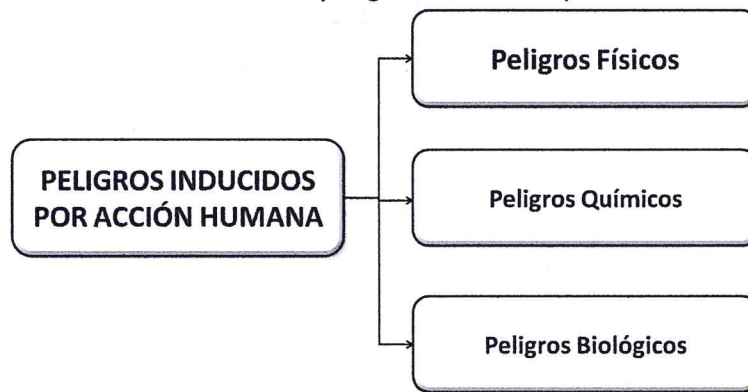 Peligros Físicos
PELIGROS INDUCIDOS
POR ACCIÓN HUMANA
Peligros Químicos
Peligros Biológicos